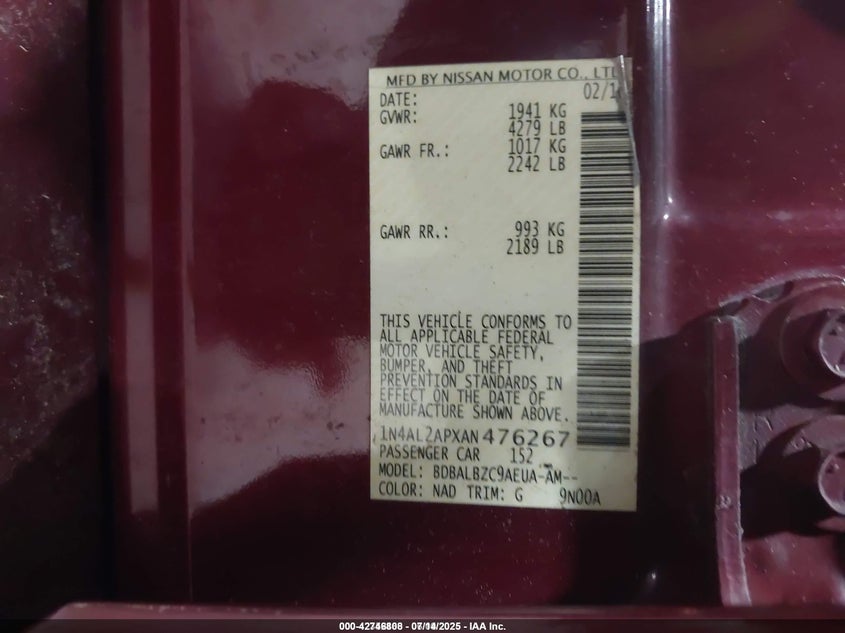 MFD BY NISSAN MOTOR CO., LTD
DATE: 02/1
GVWR: 1941 KG
4279 LB
GAWR FR.: 1017 KG
2242 LB
GAWR RR.: 993 KG
2189 LB
THIS VEHICLE CONFORMS TO
ALL APPLICABLE FEDERAL
MOTOR VEHICLE SAFETY,
BUMPER, AND THEFT
PREVENTION STANDARDS IN
EFFECT ON THE DATE OF
MANUFACTURE SHOWN ABOVE.
1N4AL2APXAN476267
PASSENGER CAR 152
MODEL: BDBALBZC9AEUA-AM--
COLOR: NAD TRIM: G 9N00A
- IAA Inc.